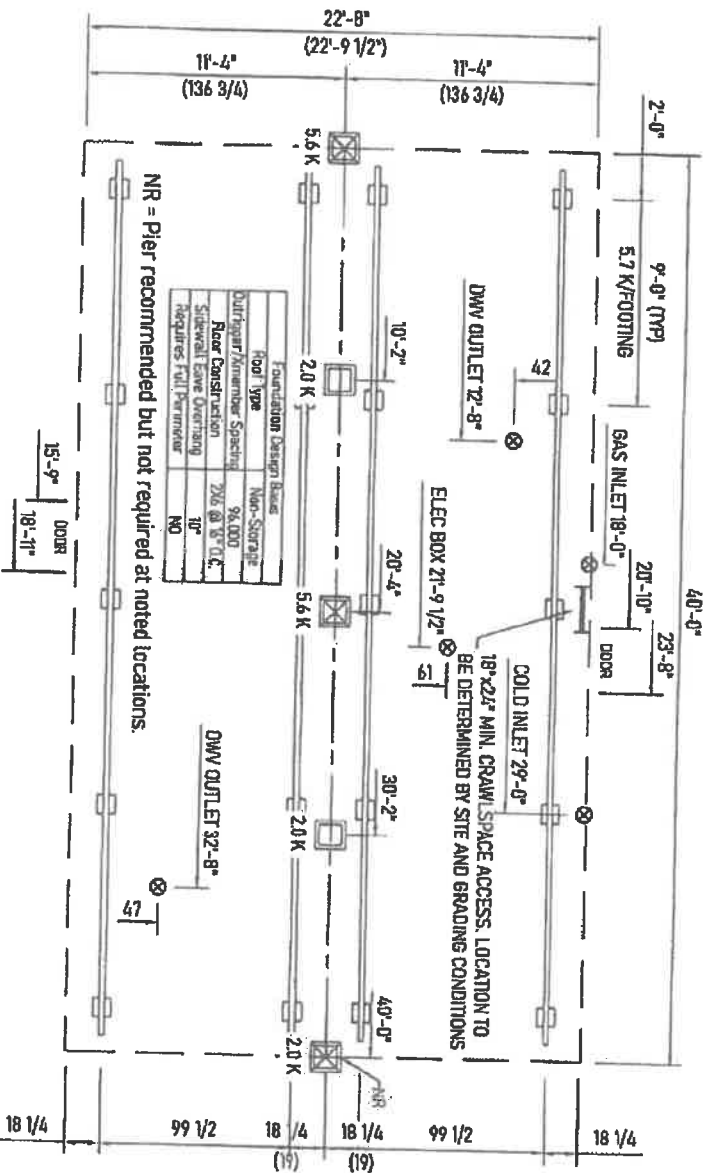 22'-8"
(22'-9 1/2")
11'-4"
(136 3/4)
11'-4"
(136 3/4)
2'-0"
40'-0"
9'-0" (TYP)
5.7 K/FOOTING
GAS INLET 18'-0"
20'-10"
23'-8"
DOOR
42
DWV OUTLET 12'-8"
ELEC BOX 21'-9 1/2"
61
COLD INLET 29'-0"
18"x24" MIN. CRAWLSPACE ACCESS. LOCATION TO
BE DETERMINED BY SITE AND GRADING CONDITIONS
10'-2"
20'-4"
30'-2"
40'-0"
NR
5.6 K
2.0 K
5.6 K
2.0 K
2.0 K
Foundation Design Bases
Roof Type Non-Storage
Outrigger/Xmember Spacing 96.000
Floor Construction 2X6 @ 16" O.C.
Sidewall Eave Overhang 10"
Requires Full Perimeter NO
NR = Pier recommended but not required at noted locations.
DWV OUTLET 32'-8"
47
15'-9"
DOOR
18'-11"
18 1/4
99 1/2
18 1/4
(19)
18 1/4
(19)
99 1/2
18 1/4